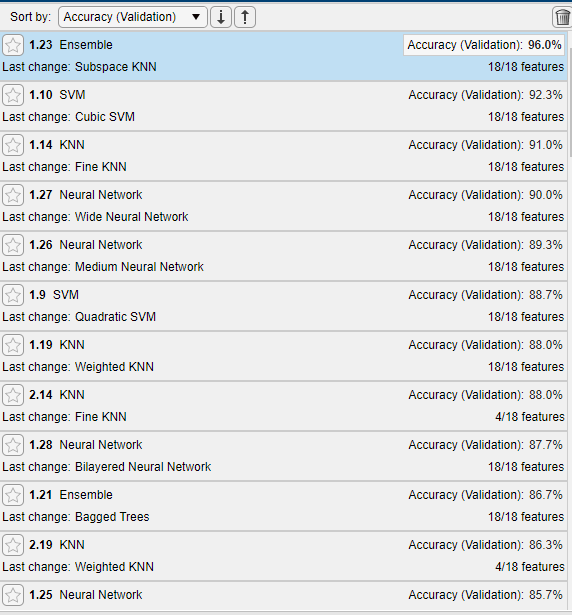 Sort by: Accuracy (Validation)
1.23 Ensemble Accuracy (Validation): 96.0%
Last change: Subspace KNN 18/18 features
1.10 SVM Accuracy (Validation): 92.3%
Last change: Cubic SVM 18/18 features
1.14 KNN Accuracy (Validation): 91.0%
Last change: Fine KNN 18/18 features
1.27 Neural Network Accuracy (Validation): 90.0%
Last change: Wide Neural Network 18/18 features
1.26 Neural Network Accuracy (Validation): 89.3%
Last change: Medium Neural Network 18/18 features
1.9 SVM Accuracy (Validation): 88.7%
Last change: Quadratic SVM 18/18 features
1.19 KNN Accuracy (Validation): 88.0%
Last change: Weighted KNN 18/18 features
2.14 KNN Accuracy (Validation): 88.0%
Last change: Fine KNN 4/18 features
1.28 Neural Network Accuracy (Validation): 87.7%
Last change: Bilayered Neural Network 18/18 features
1.21 Ensemble Accuracy (Validation): 86.7%
Last change: Bagged Trees 18/18 features
2.19 KNN Accuracy (Validation): 86.3%
Last change: Weighted KNN 4/18 features
1.25 Neural Network Accuracy (Validation): 85.7%